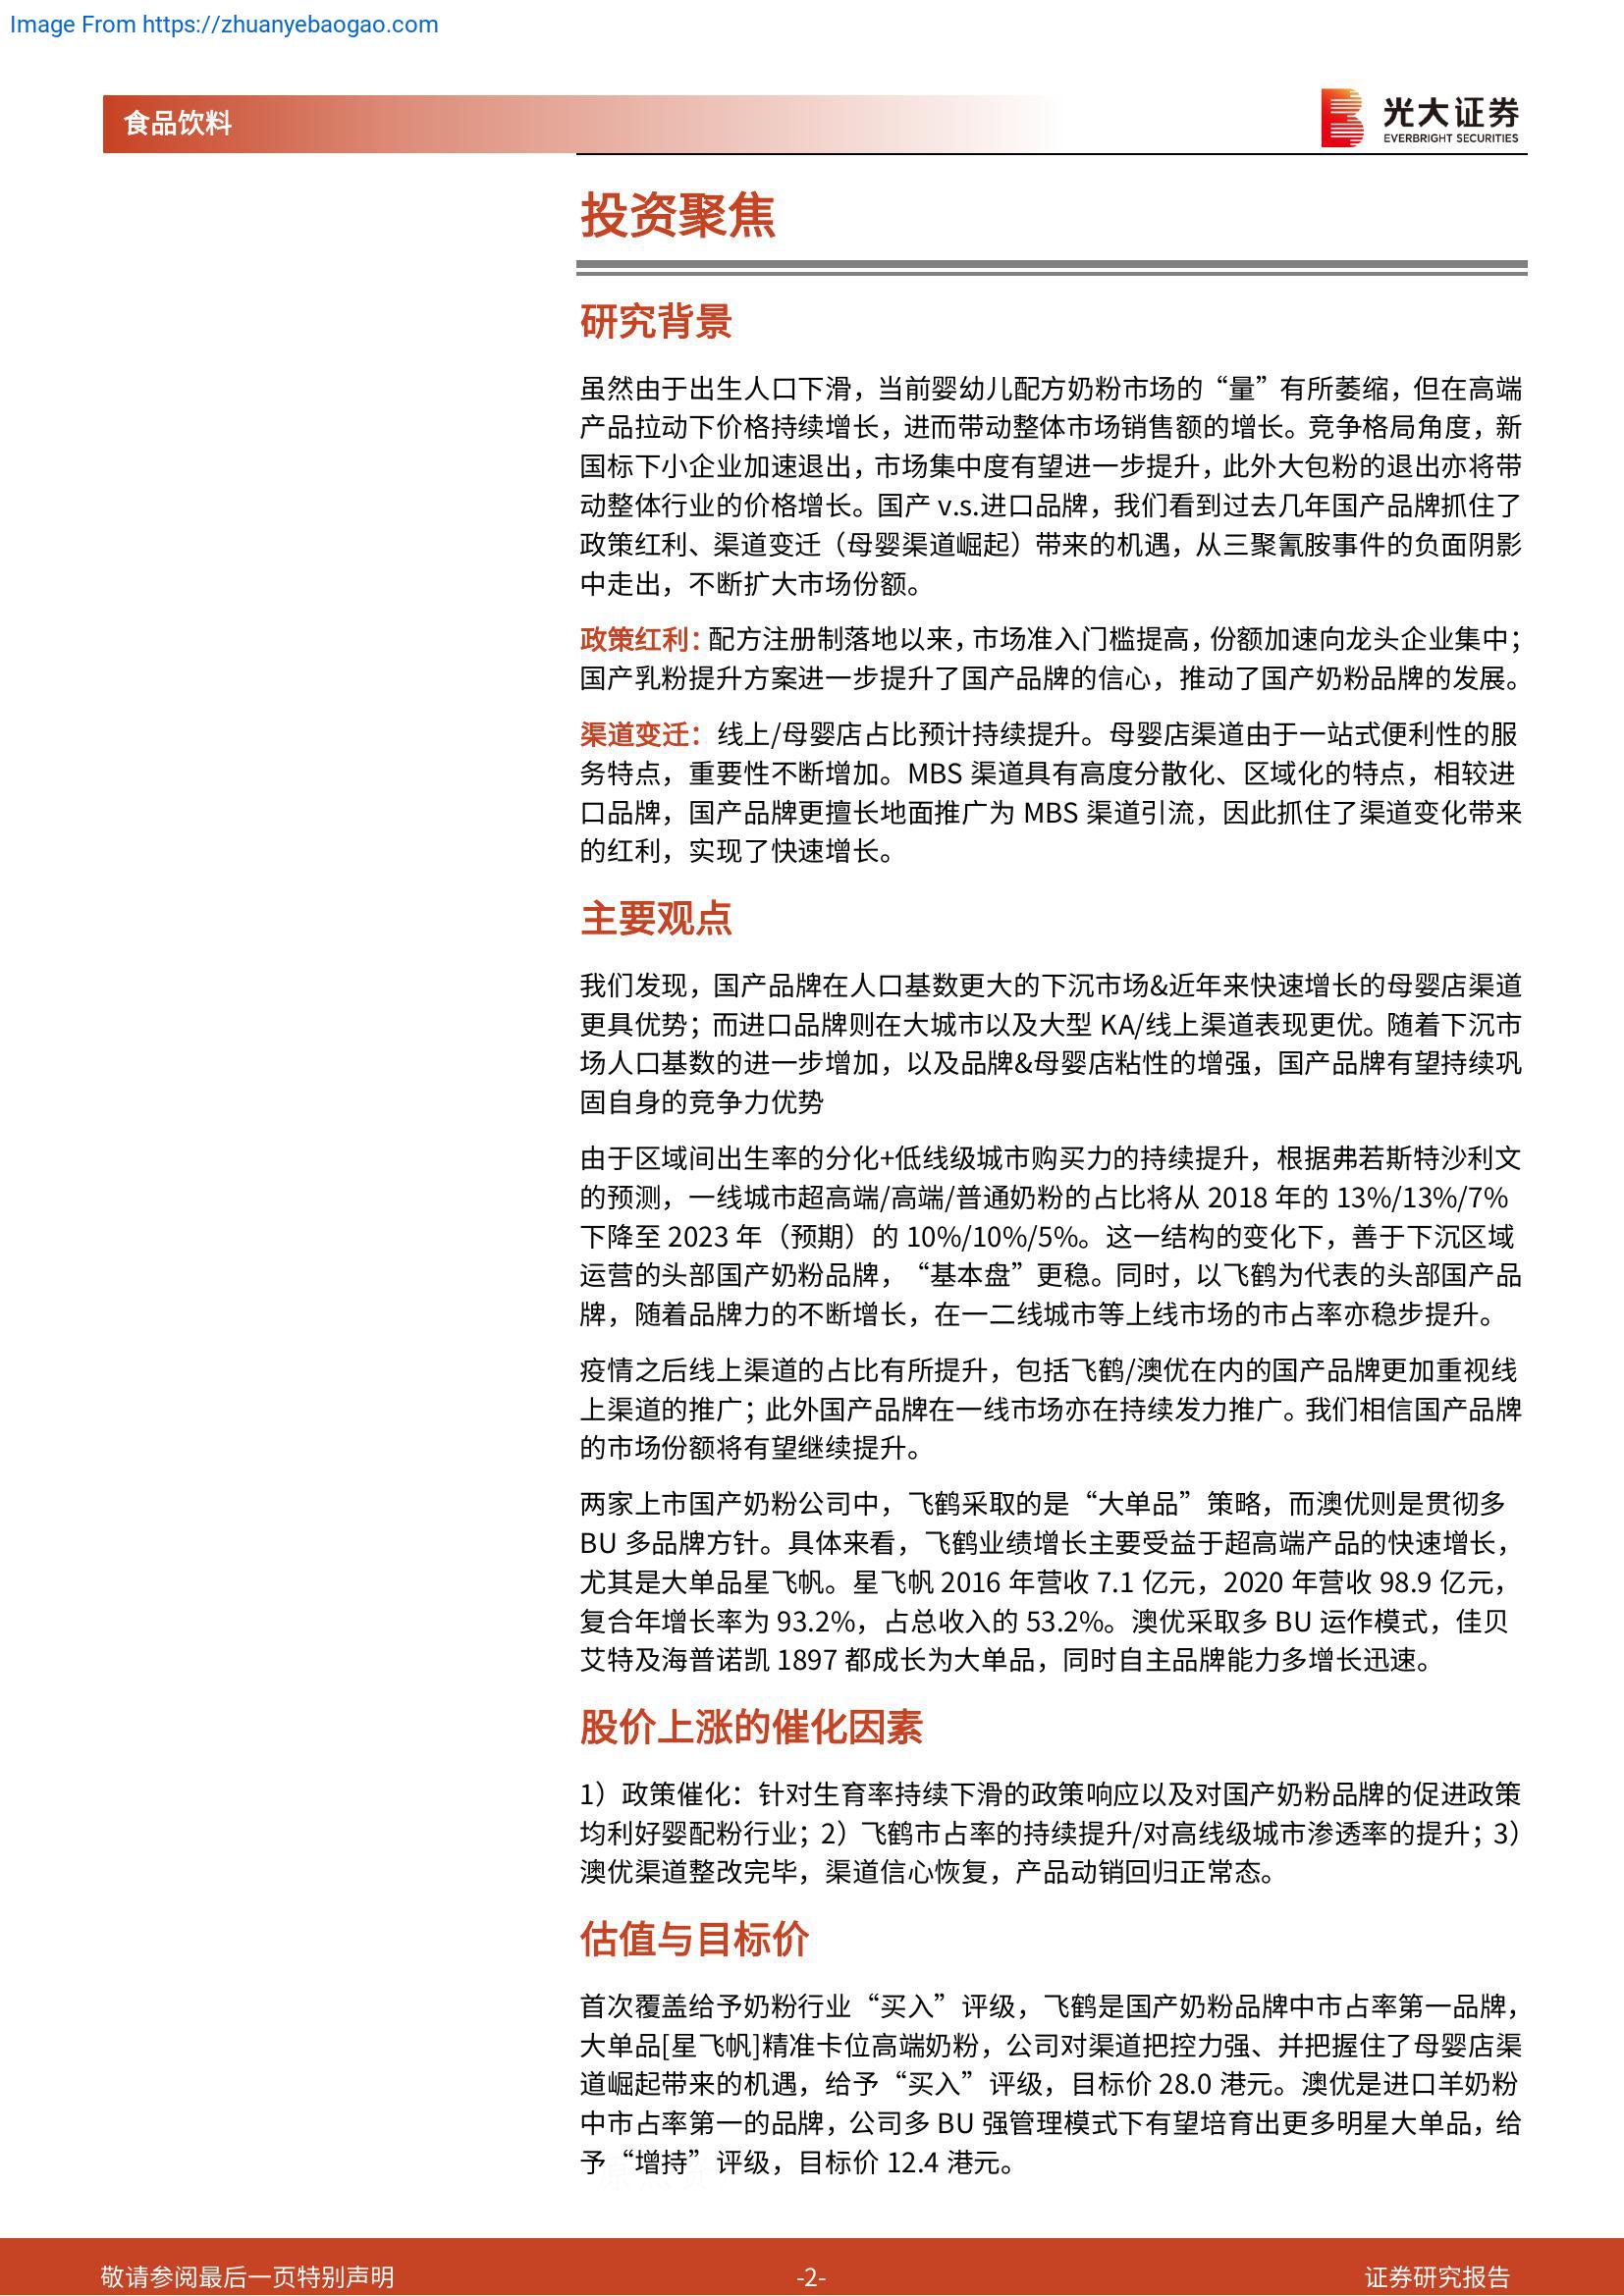 Image From https://zhuanyebaogao.com
食品饮料
光大证券
EVERBRIGHT SECURITIES
投资聚焦
研究背景
虽然由于出生人口下滑，当前婴幼儿配方奶粉市场的“量”有所萎缩，但在高端
产品拉动下价格持续增长，进而带动整体市场销售额的增长。竞争格局角度，新
国标下小企业加速退出，市场集中度有望进一步提升，此外大包粉的退出亦将带
动整体行业的价格增长。国产 v.s.进口品牌，我们看到过去几年国产品牌抓住了
政策红利、渠道变迁（母婴渠道崛起）带来的机遇，从三聚氰胺事件的负面阴影
中走出，不断扩大市场份额。
政策红利：配方注册制落地以来，市场准入门槛提高，份额加速向龙头企业集中；
国产乳粉提升方案进一步提升了国产品牌的信心，推动了国产奶粉品牌的发展。
渠道变迁：线上/母婴店占比预计持续提升。母婴店渠道由于一站式便利性的服
务特点，重要性不断增加。MBS 渠道具有高度分散化、区域化的特点，相较进
口品牌，国产品牌更擅长地面推广为 MBS 渠道引流，因此抓住了渠道变化带来
的红利，实现了快速增长。
主要观点
我们发现，国产品牌在人口基数更大的下沉市场&近年来快速增长的母婴店渠道
更具优势；而进口品牌则在大城市以及大型 KA/线上渠道表现更优。随着下沉市
场人口基数的进一步增加，以及品牌&母婴店粘性的增强，国产品牌有望持续巩
固自身的竞争力优势
由于区域间出生率的分化+低线级城市购买力的持续提升，根据弗若斯特沙利文
的预测，一线城市超高端/高端/普通奶粉的占比将从 2018 年的 13%/13%/7%
下降至 2023 年（预期）的 10%/10%/5%。这一结构的变化下，善于下沉区域
运营的头部国产奶粉品牌，“基本盘”更稳。同时，以飞鹤为代表的头部国产品
牌，随着品牌力的不断增长，在一二线城市等上线市场的市占率亦稳步提升。
疫情之后线上渠道的占比有所提升，包括飞鹤/澳优在内的国产品牌更加重视线
上渠道的推广；此外国产品牌在一线市场亦在持续发力推广。我们相信国产品牌
的市场份额将有望继续提升。
两家上市国产奶粉公司中，飞鹤采取的是“大单品”策略，而澳优则是贯彻多
BU 多品牌方针。具体来看，飞鹤业绩增长主要受益于超高端产品的快速增长，
尤其是大单品星飞帆。星飞帆 2016 年营收 7.1 亿元，2020 年营收 98.9 亿元，
复合年增长率为 93.2%，占总收入的 53.2%。澳优采取多 BU 运作模式，佳贝
艾特及海普诺凯 1897 都成长为大单品，同时自主品牌能力多增长迅速。
股价上涨的催化因素
1）政策催化：针对生育率持续下滑的政策响应以及对国产奶粉品牌的促进政策
均利好婴配粉行业；2）飞鹤市占率的持续提升/对高线级城市渗透率的提升；3）
澳优渠道整改完毕，渠道信心恢复，产品动销回归正常态。
估值与目标价
首次覆盖给予奶粉行业“买入”评级，飞鹤是国产奶粉品牌中市占率第一品牌，
大单品[星飞帆]精准卡位高端奶粉，公司对渠道把控力强、并把握住了母婴店渠
道崛起带来的机遇，给予“买入”评级，目标价 28.0 港元。澳优是进口羊奶粉
中市占率第一的品牌，公司多 BU 强管理模式下有望培育出更多明星大单品，给
予“增持”评级，目标价 12.4 港元。
敬请参阅最后一页特别声明
-2-
证券研究报告